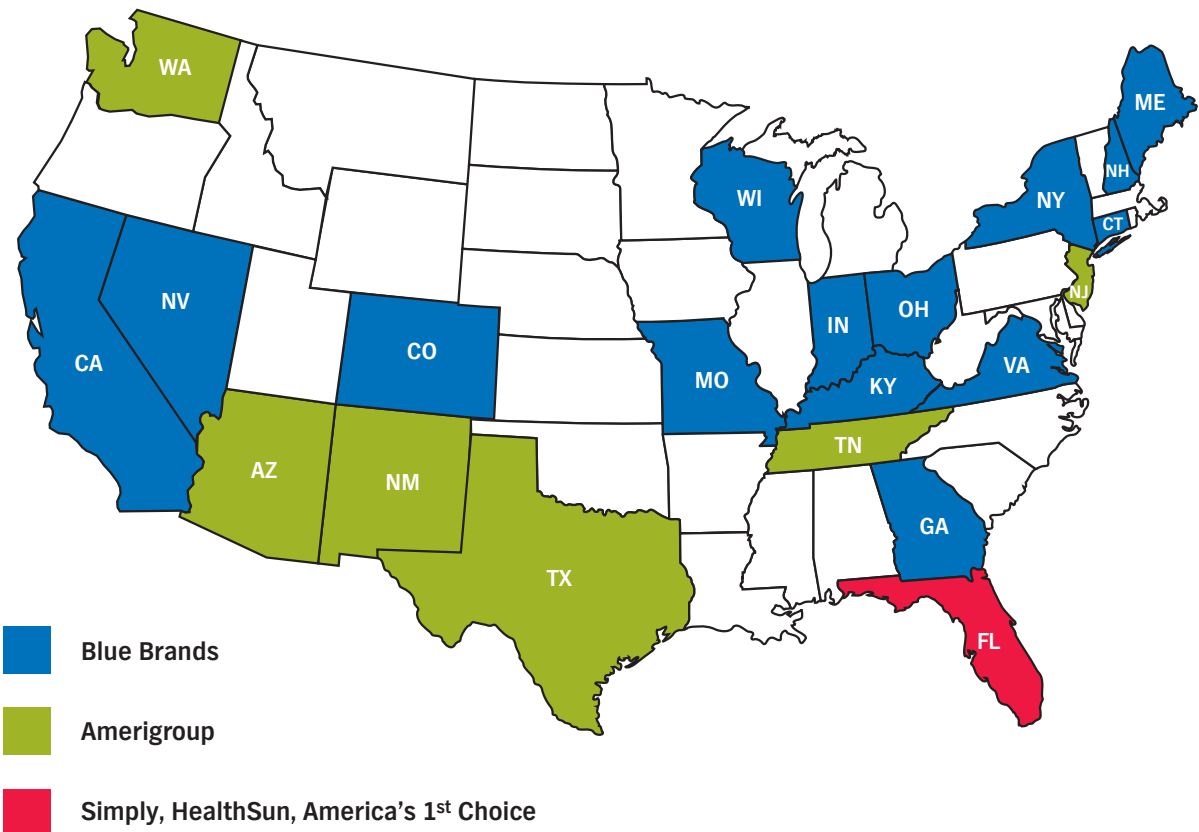 WA
ME
NH
WI
NY
CT
NV
NJ
IN
OH
CO
CA
MO
KY
VA
TN
AZ
NM
GA
TX
FL
Blue Brands
Amerigroup
Simply, HealthSun, America’s 1st Choice